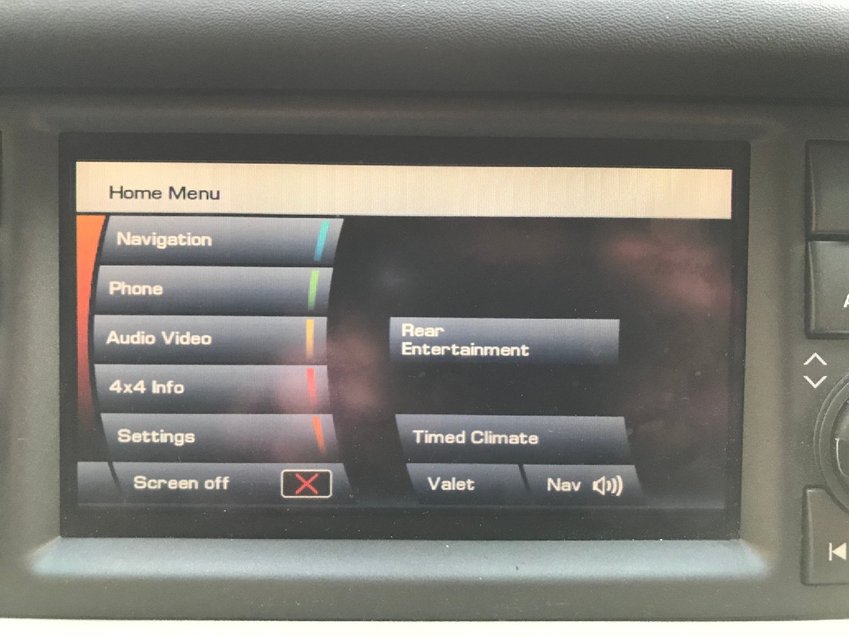 Home Menu
Navigation
Phone
Audio Video
Rear
Entertainment
4x4 Info
Settings
Timed Climate
Screen off
Valet
Nav